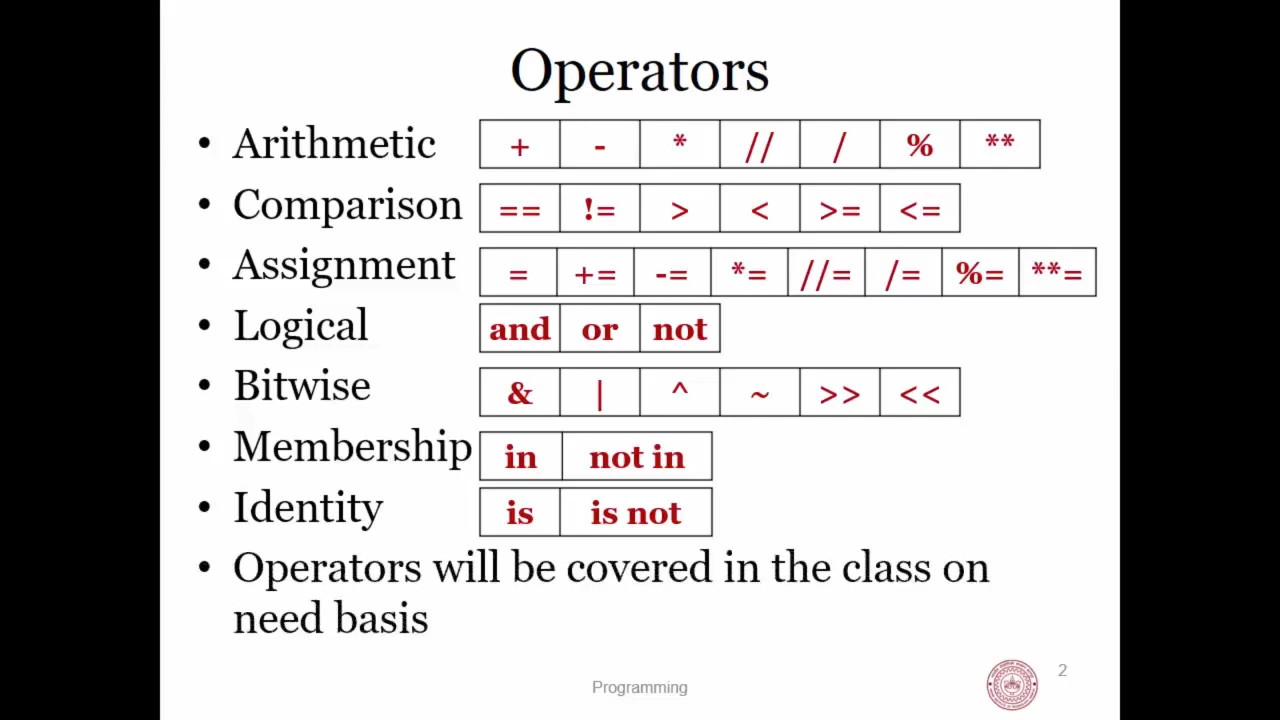 Operators
• Arithmetic + - * // / % **
• Comparison == != > < >= <=
• Assignment = += -= *= //= /= %= **=
• Logical and or not
• Bitwise & | ^ ~ >> <<
• Membership in not in
• Identity is is not
• Operators will be covered in the class on
need basis
Programming
2